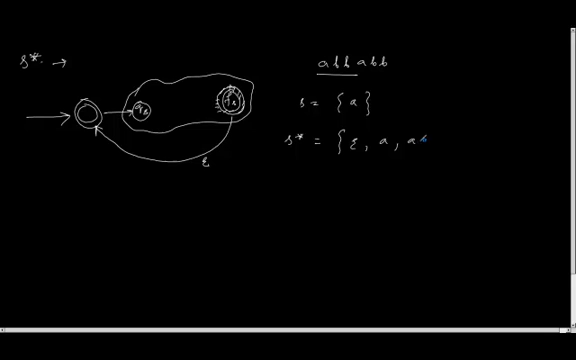 s* →
abbabb
s = {a}
s* = {ε, a, ab
ε